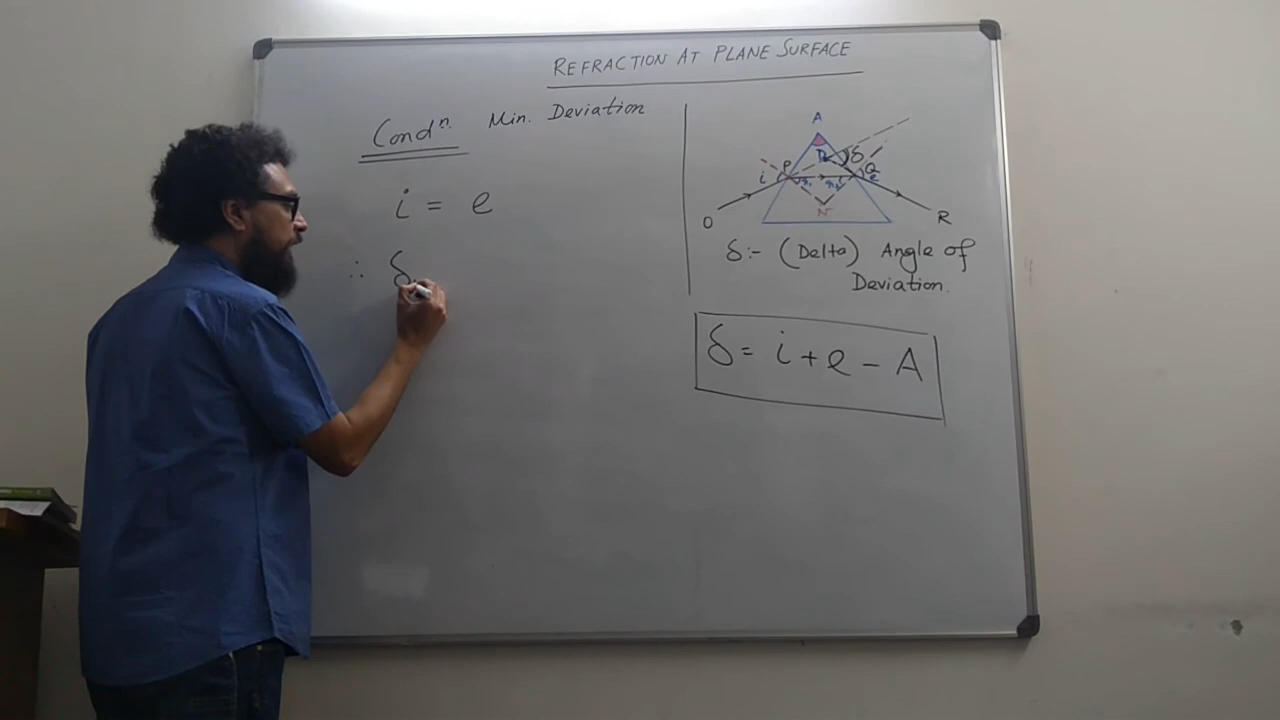 REFRACTION AT PLANE SURFACE
Condⁿ. Min. Deviation
i = e
∴ δ
A
δ
i P Q e
N
O R
δ:- (Delta) Angle of
Deviation.
δ = i + e - A